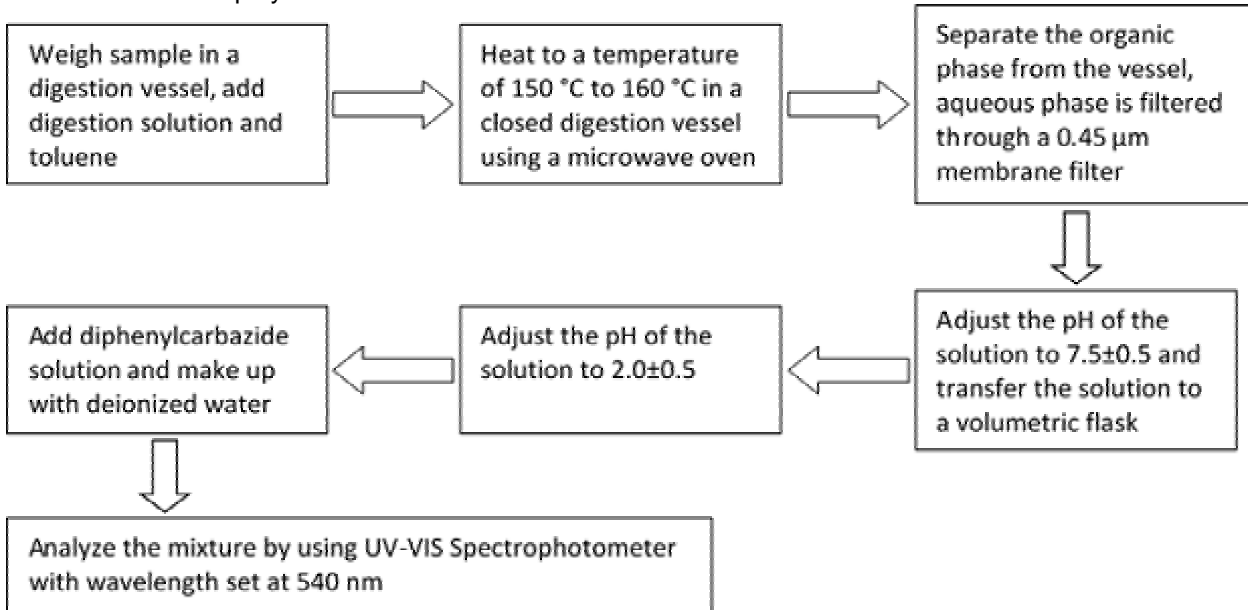 Weigh sample in a
digestion vessel, add
digestion solution and
toluene
Heat to a temperature
of 150 °C to 160 °C in a
closed digestion vessel
using a microwave oven
Separate the organic
phase from the vessel,
aqueous phase is filtered
through a 0.45 µm
membrane filter
Adjust the pH of the
solution to 7.5±0.5 and
transfer the solution to
a volumetric flask
Adjust the pH of the
solution to 2.0±0.5
Add diphenylcarbazide
solution and make up
with deionized water
Analyze the mixture by using UV-VIS Spectrophotometer
with wavelength set at 540 nm